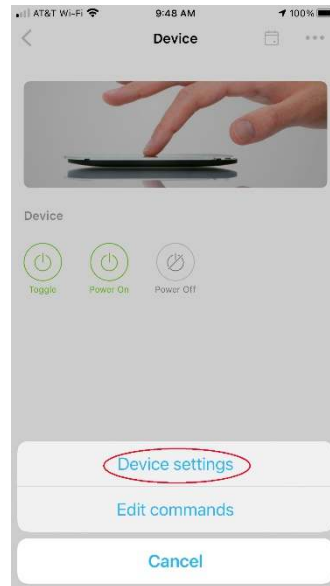 AT&T Wi-Fi 9:48 AM 100%
Device
Device
Toggle Power On Power Off
Device settings
Edit commands
Cancel